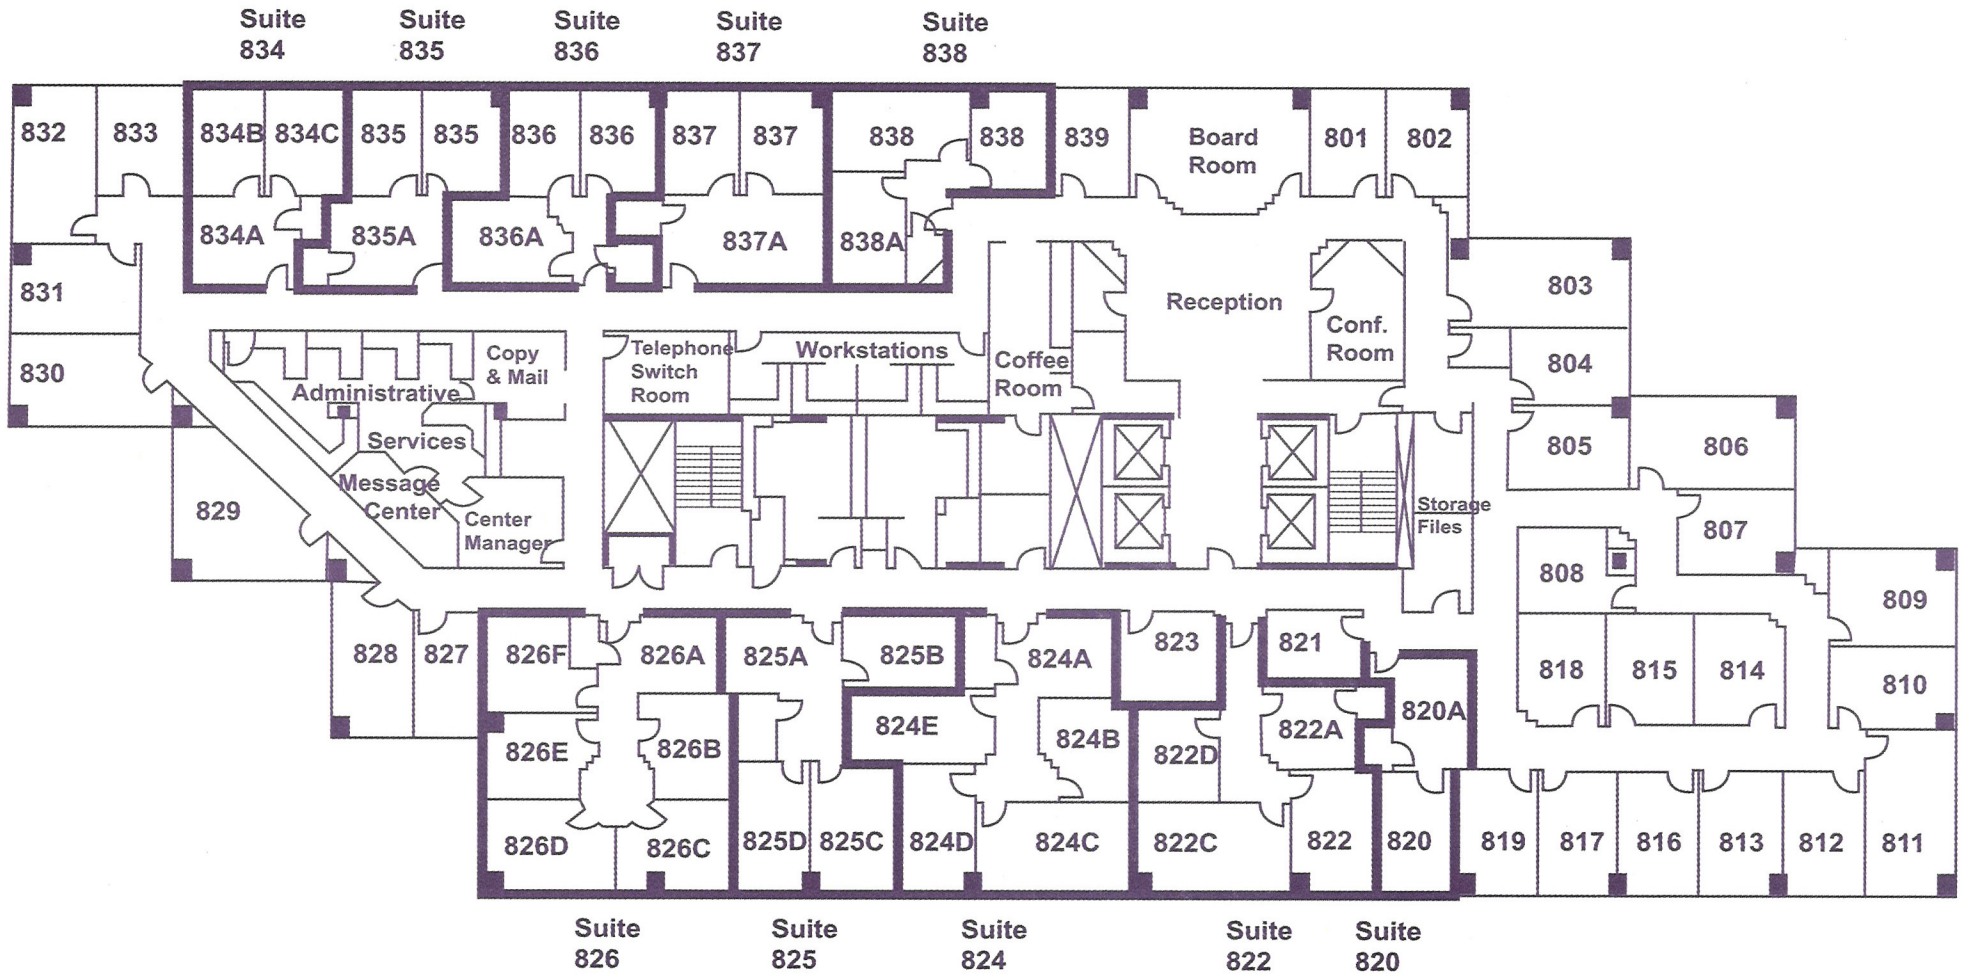 Suite
834
Suite
835
Suite
836
Suite
837
Suite
838
832
833
834B
834C
835
835
836
836
837
837
838
838
839
Board
Room
801
802
834A
835A
836A
837A
838A
831
830
829
Administrative
Services
Copy
& Mail
Message
Center
Center
Manager
Telephone
Switch
Room
Workstations
Coffee
Room
Reception
Conf.
Room
Storage
Files
803
804
805
806
807
808
809
810
818
815
814
828
827
826F
826A
825A
825B
824A
823
821
820A
826E
826B
824E
824B
822D
822A
826D
826C
825D
825C
824D
824C
822C
822
820
819
817
816
813
812
811
Suite
826
Suite
825
Suite
824
Suite
822
Suite
820